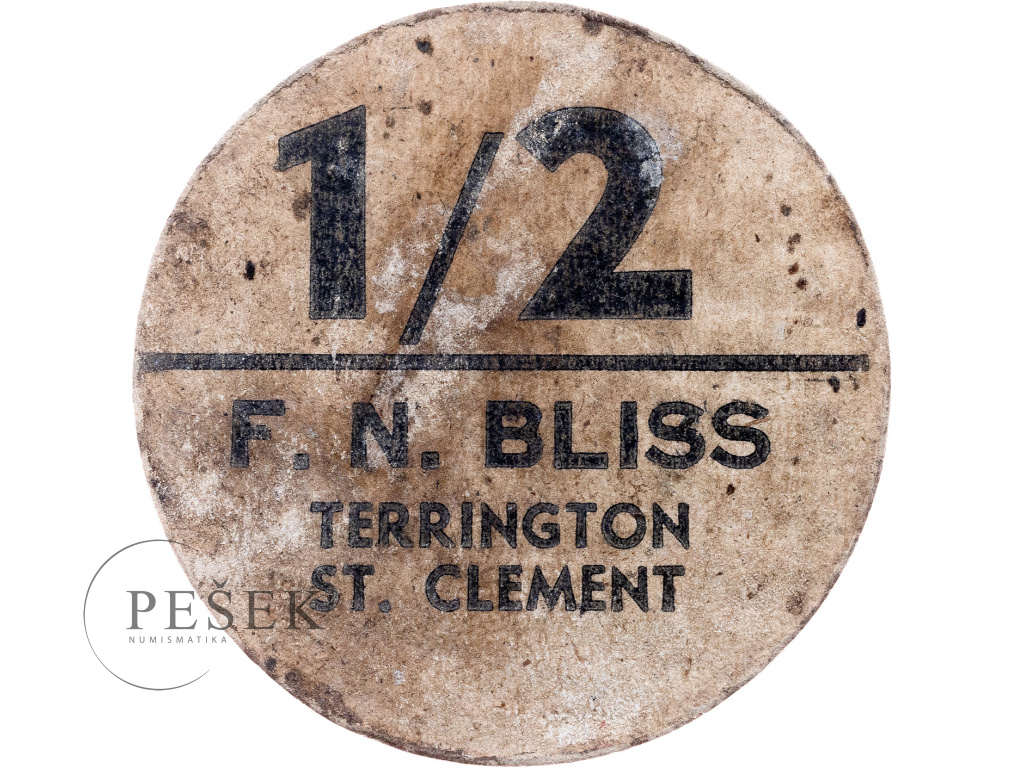 1/2
F. N. BLISS
TERRINGTON
ST. CLEMENT
PEŠEK
NUMISMATIKA